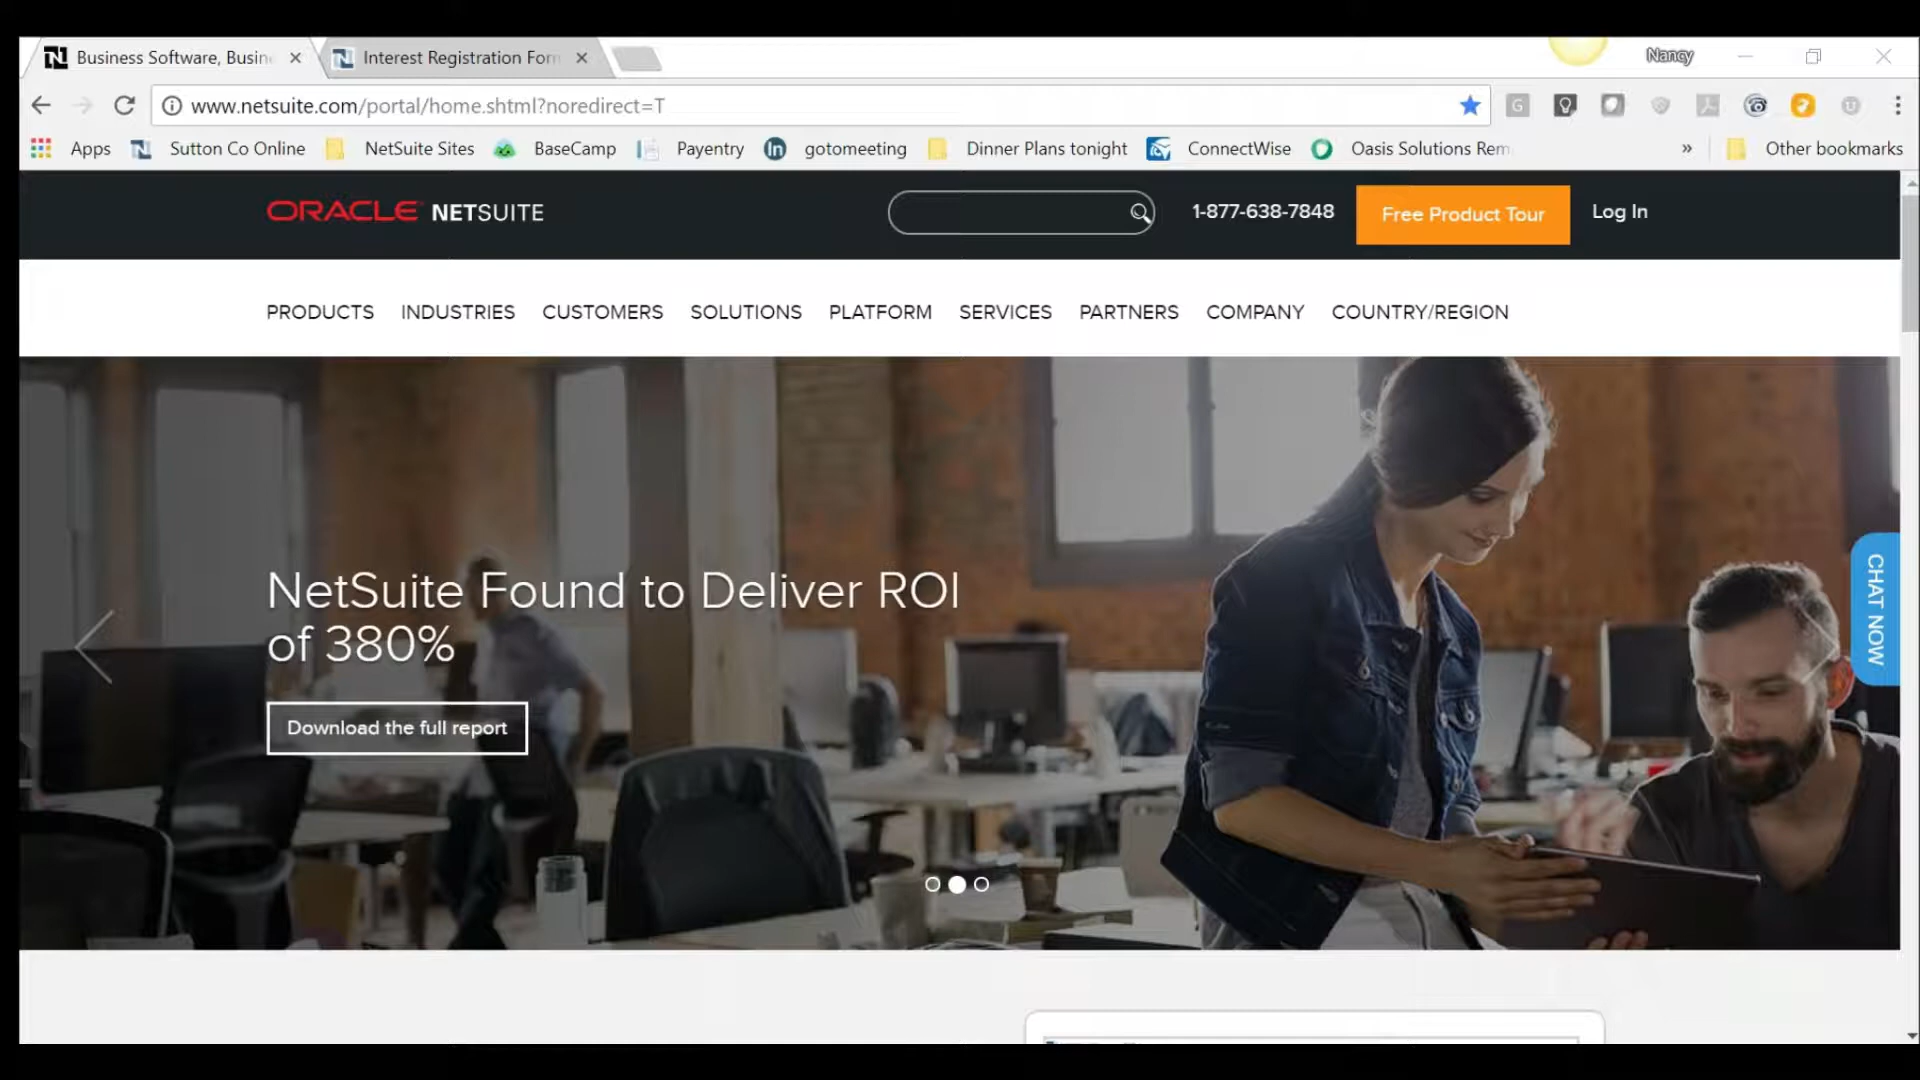 Business Software, Busin
Interest Registration For
Nancy
www.netsuite.com/portal/home.shtml?noredirect=T
Apps
Sutton Co Online
NetSuite Sites
BaseCamp
Payentry
gotomeeting
Dinner Plans tonight
ConnectWise
Oasis Solutions Rem
»
Other bookmarks
ORACLE NETSUITE
1-877-638-7848
Free Product Tour
Log In
PRODUCTS
INDUSTRIES
CUSTOMERS
SOLUTIONS
PLATFORM
SERVICES
PARTNERS
COMPANY
COUNTRY/REGION
NetSuite Found to Deliver ROI
of 380%
Download the full report
CHAT NOW